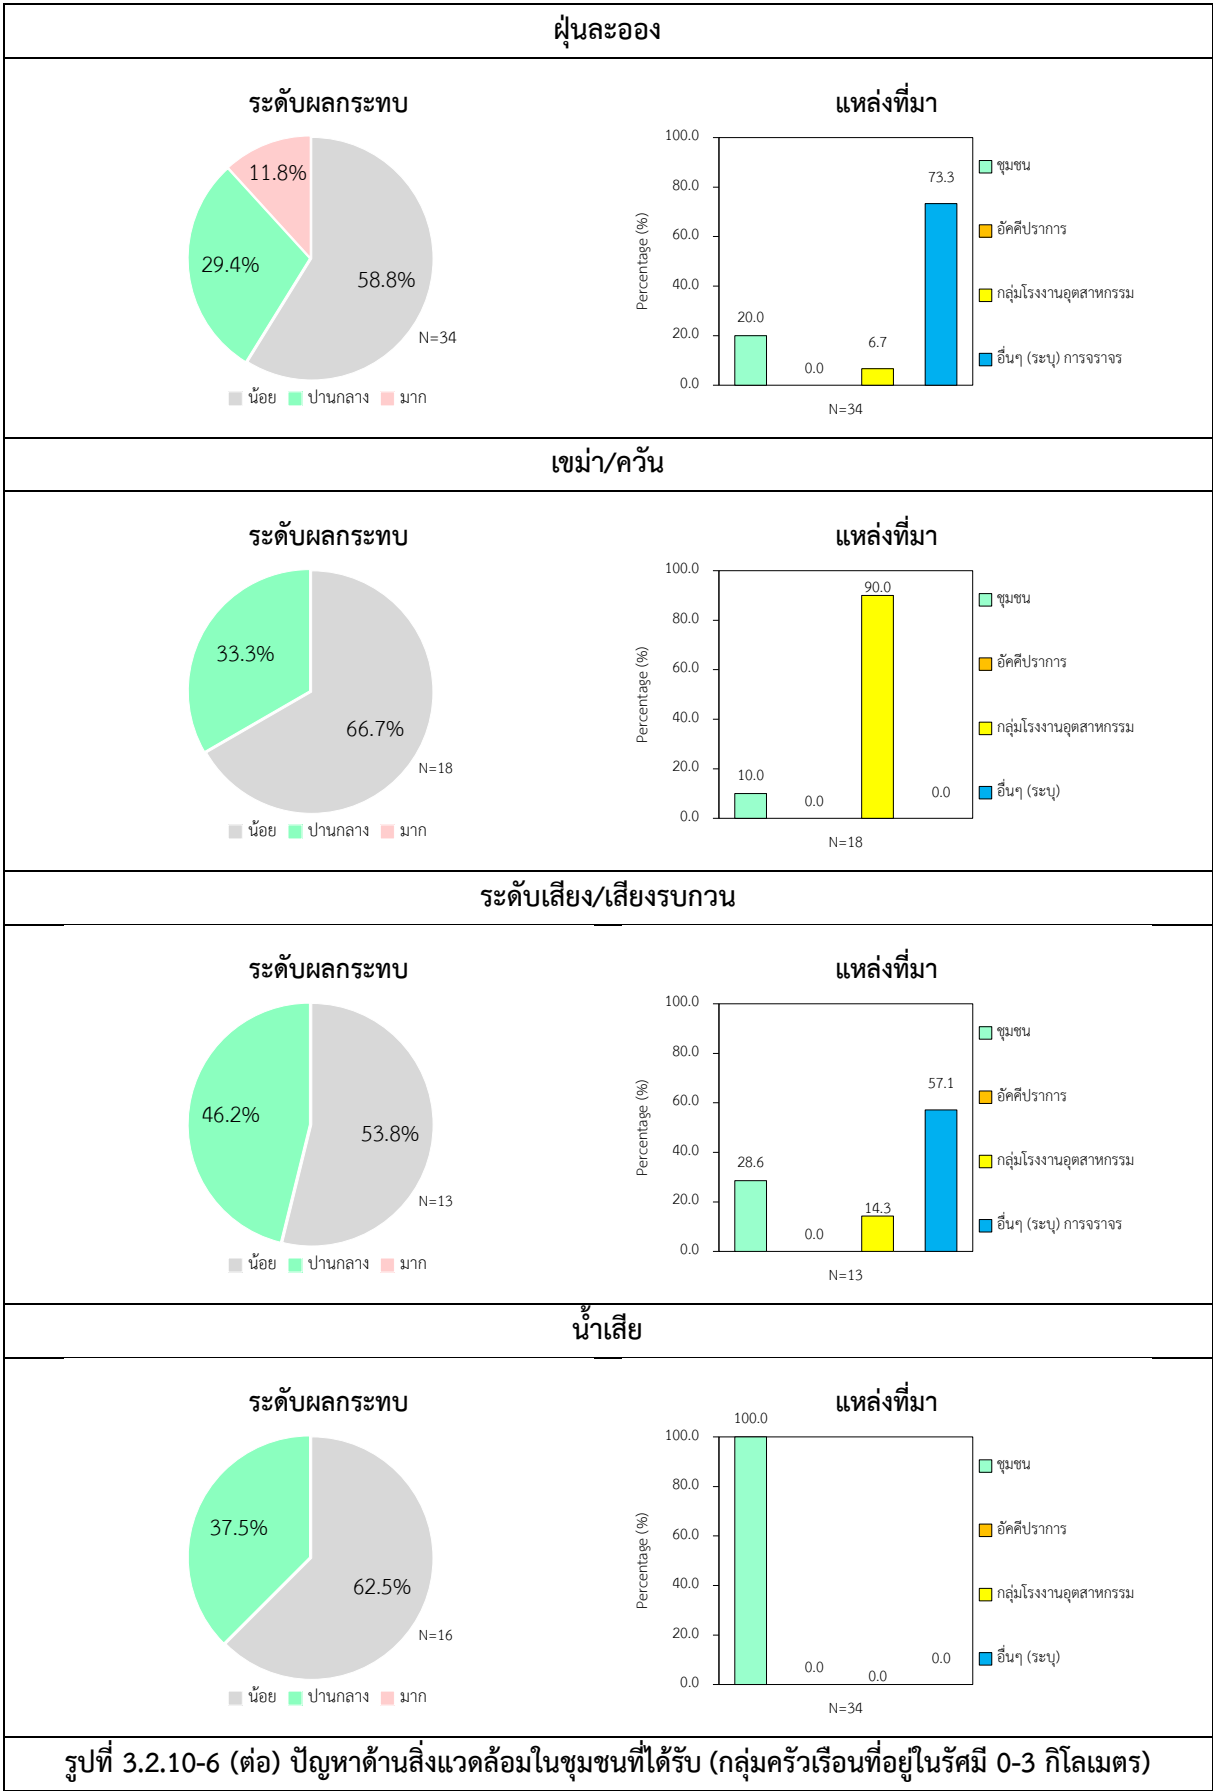 ฝุ่นละออง
ระดับผลกระทบ
11.8%
29.4%
58.8%
N=34
น้อย ปานกลาง มาก
แหล่งที่มา
Percentage (%)
100.0
80.0
60.0
40.0
20.0
0.0
20.0
0.0
6.7
73.3
N=34
ชุมชน
อัคคีปราการ
กลุ่มโรงงานอุตสาหกรรม
อื่นๆ (ระบุ) การจราจร
เขม่า/ควัน
ระดับผลกระทบ
33.3%
66.7%
N=18
น้อย ปานกลาง มาก
แหล่งที่มา
Percentage (%)
100.0
80.0
60.0
40.0
20.0
0.0
10.0
0.0
90.0
0.0
N=18
ชุมชน
อัคคีปราการ
กลุ่มโรงงานอุตสาหกรรม
อื่นๆ (ระบุ)
ระดับเสียง/เสียงรบกวน
ระดับผลกระทบ
46.2%
53.8%
N=13
น้อย ปานกลาง มาก
แหล่งที่มา
Percentage (%)
100.0
80.0
60.0
40.0
20.0
0.0
28.6
0.0
14.3
57.1
N=13
ชุมชน
อัคคีปราการ
กลุ่มโรงงานอุตสาหกรรม
อื่นๆ (ระบุ) การจราจร
น้ำเสีย
ระดับผลกระทบ
37.5%
62.5%
N=16
น้อย ปานกลาง มาก
แหล่งที่มา
Percentage (%)
100.0
80.0
60.0
40.0
20.0
0.0
100.0
0.0
0.0
0.0
N=34
ชุมชน
อัคคีปราการ
กลุ่มโรงงานอุตสาหกรรม
อื่นๆ (ระบุ)
รูปที่ 3.2.10-6 (ต่อ) ปัญหาด้านสิ่งแวดล้อมในชุมชนที่ได้รับ (กลุ่มครัวเรือนที่อยู่ในรัศมี 0-3 กิโลเมตร)